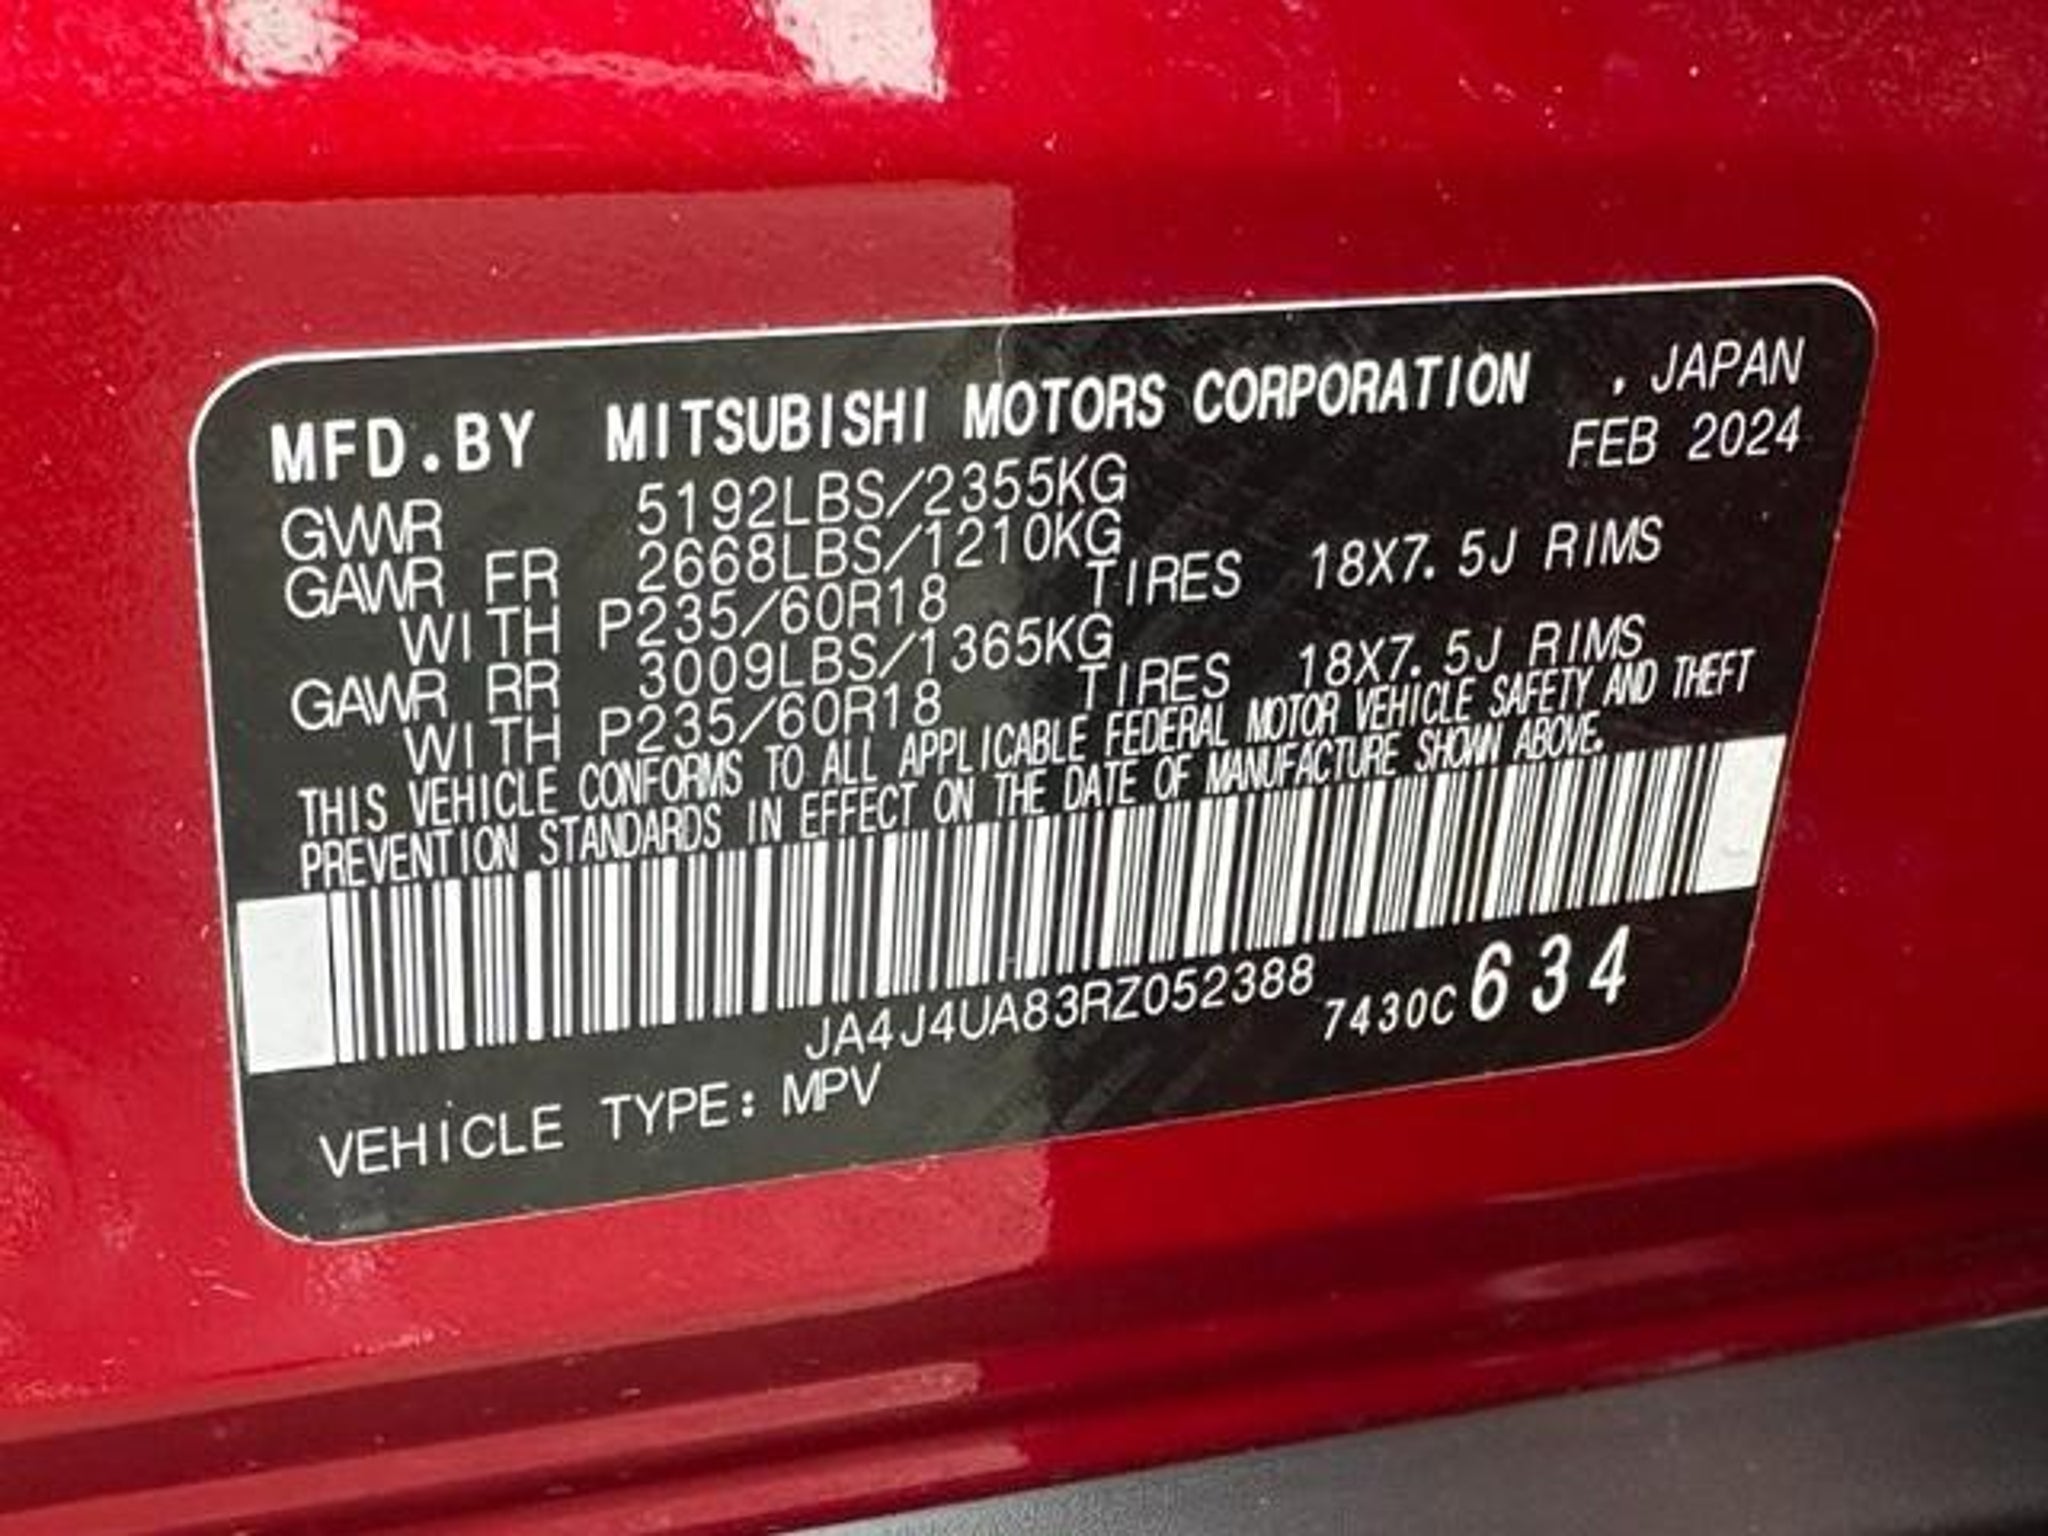 MFD.BY MITSUBISHI MOTORS CORPORATION , JAPAN
FEB 2024
GVWR 5192LBS/2355KG
GAWR FR 2668LBS/1210KG
WITH P235/60R18 TIRES 18X7.5J RIMS
GAWR RR 3009LBS/1365KG
WITH P235/60R18 TIRES 18X7.5J RIMS
THIS VEHICLE CONFORMS TO ALL APPLICABLE FEDERAL MOTOR VEHICLE SAFETY AND THEFT
PREVENTION STANDARDS IN EFFECT ON THE DATE OF MANUFACTURE SHOWN ABOVE.
JA4J4UA83RZ052388 7430C634
VEHICLE TYPE: MPV